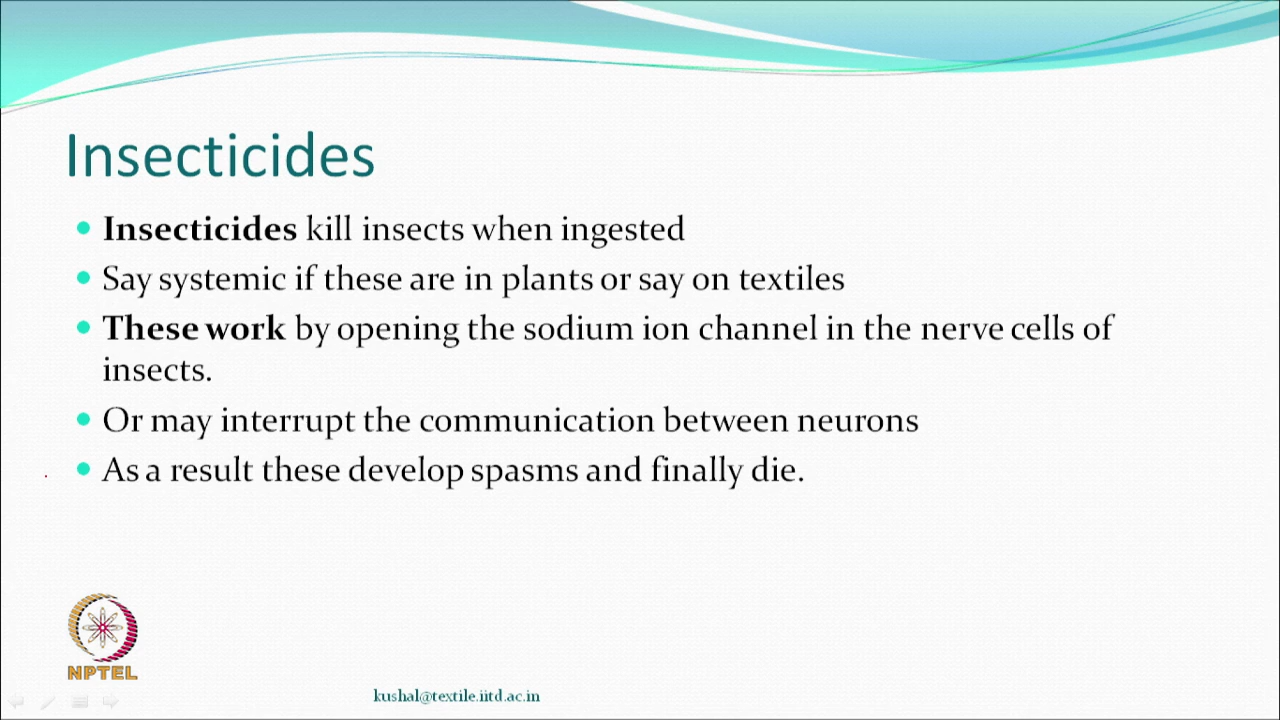 Insecticides
Insecticides kill insects when ingested
Say systemic if these are in plants or say on textiles
These work by opening the sodium ion channel in the nerve cells of
insects.
Or may interrupt the communication between neurons
As a result these develop spasms and finally die.
NPTEL
kushal@textile.iitd.ac.in